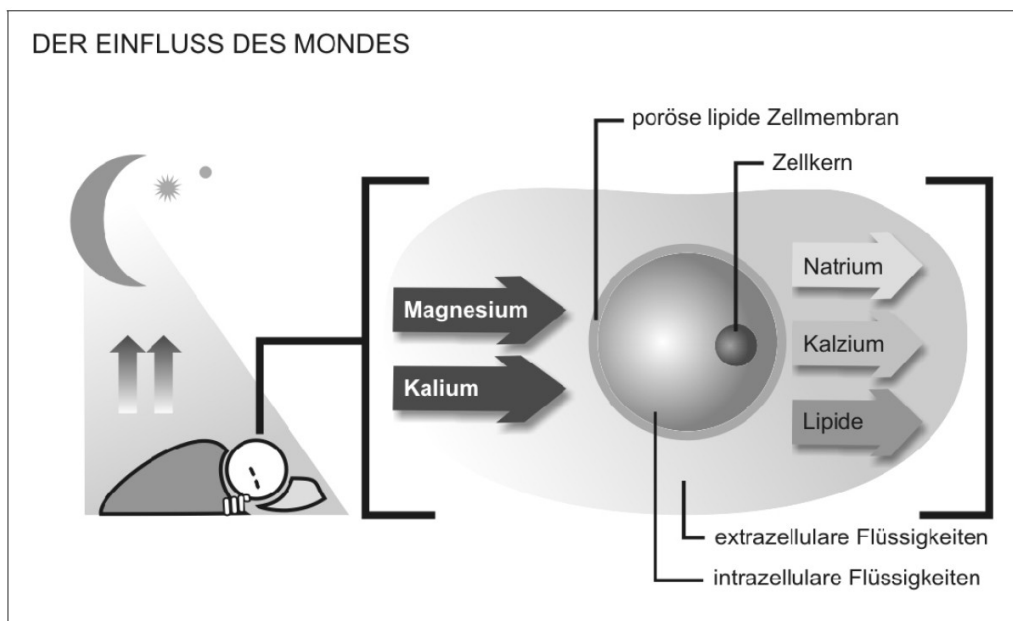 DER EINFLUSS DES MONDES
poröse lipide Zellmembran
Zellkern
Natrium
Magnesium
Kalzium
Kalium
Lipide
extrazellulare Flüssigkeiten
intrazellulare Flüssigkeiten